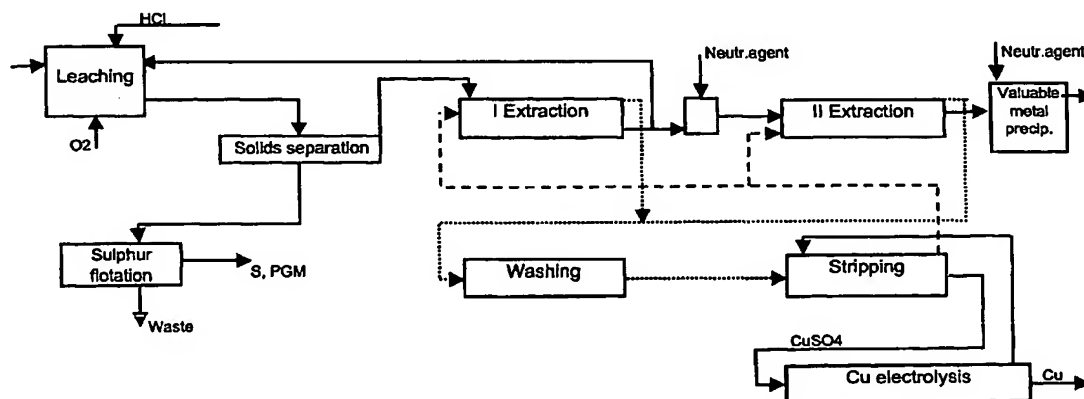 HCl
Leaching
O2
Solids separation
Sulphur
flotation
S, PGM
Waste
I Extraction
Neutr.agent
II Extraction
Neutr.agent
Valuable
metal
precip.
Washing
Stripping
CuSO4
Cu electrolysis
Cu